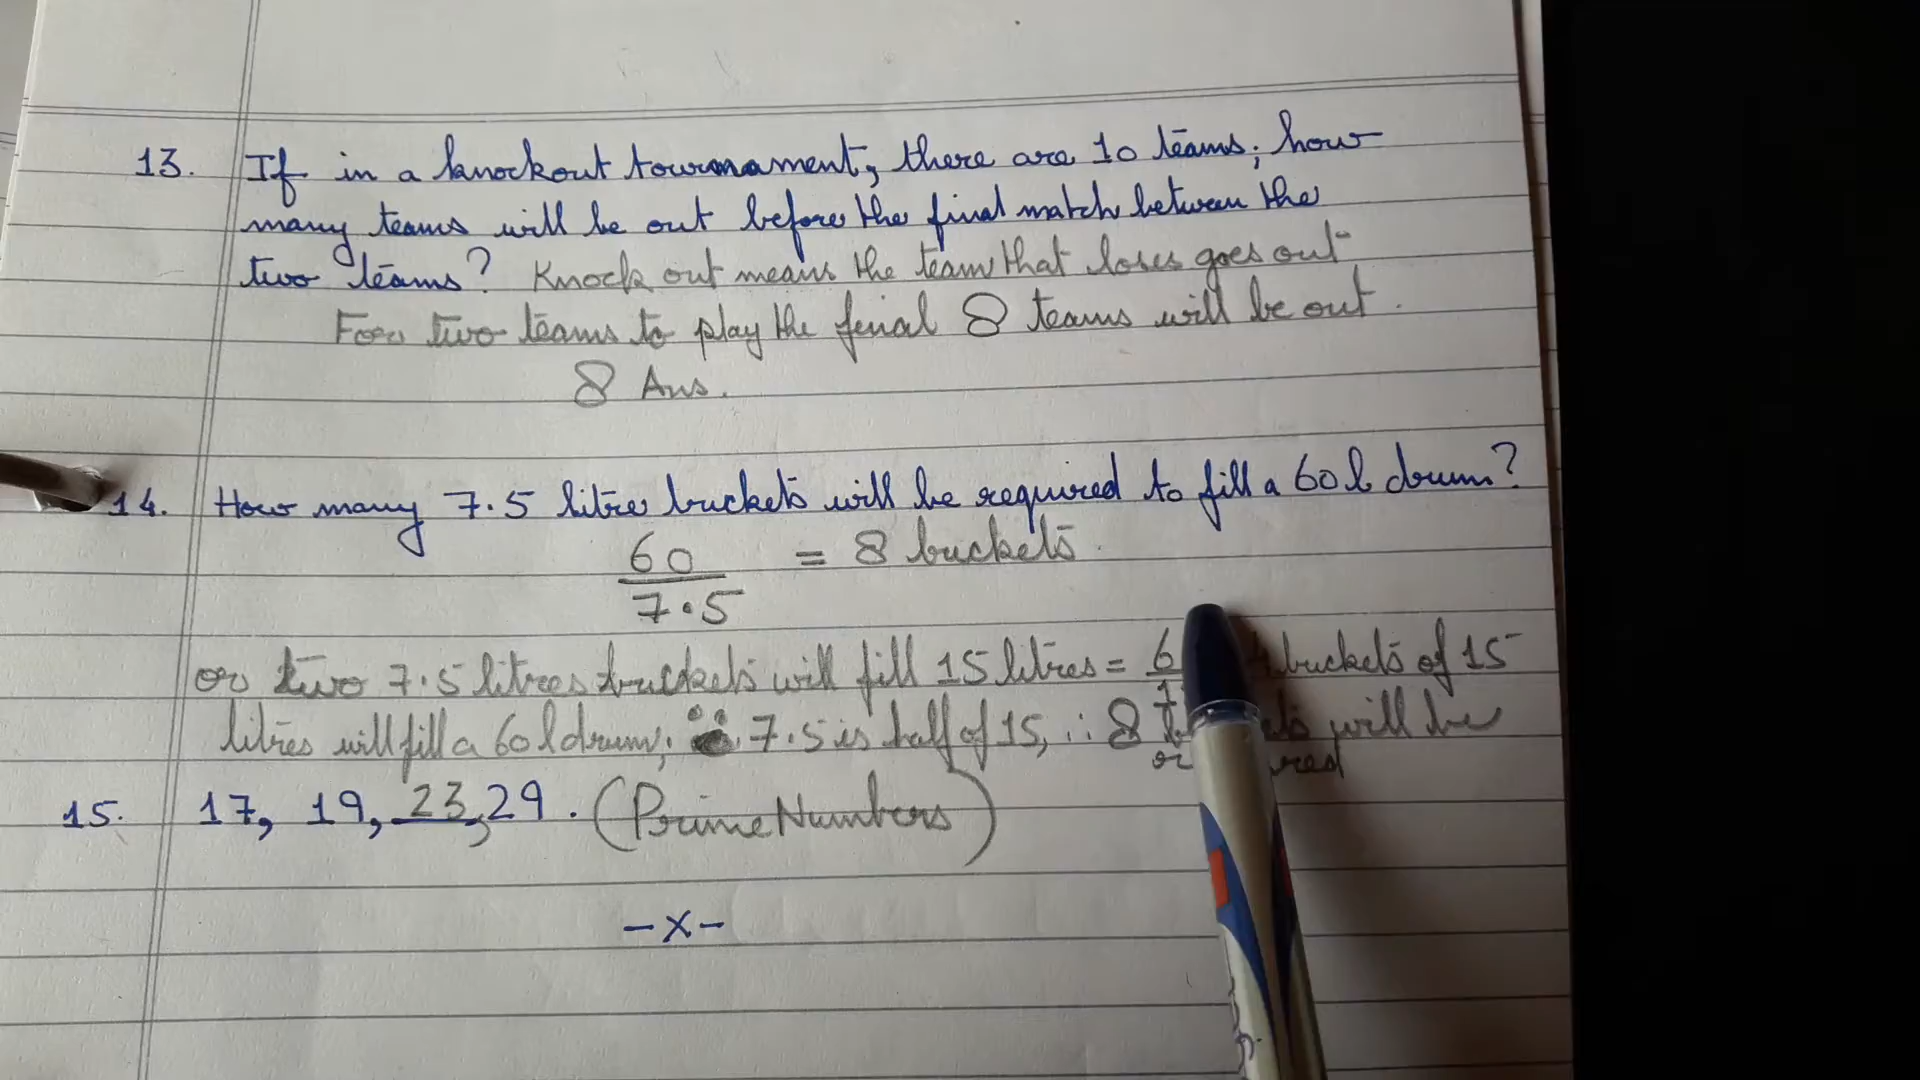 13. If in a knockout tournament, there are 10 teams; how
many teams will be out before the final match between the
two teams? Knock out means the team that loses goes out
For two teams to play the final 8 teams will be out.
8 Ans.
14. How many 7.5 litre buckets will be required to fill a 60 l drum?
60 = 8 buckets.
7.5
or two 7.5 litres buckets will fill 15 litres = buckets of 15
litres will fill a 60 l drum, 7.5 is half of 15, ∴ 8 will be
15. 17, 19, 23, 29. (Prime Numbers)
-x-